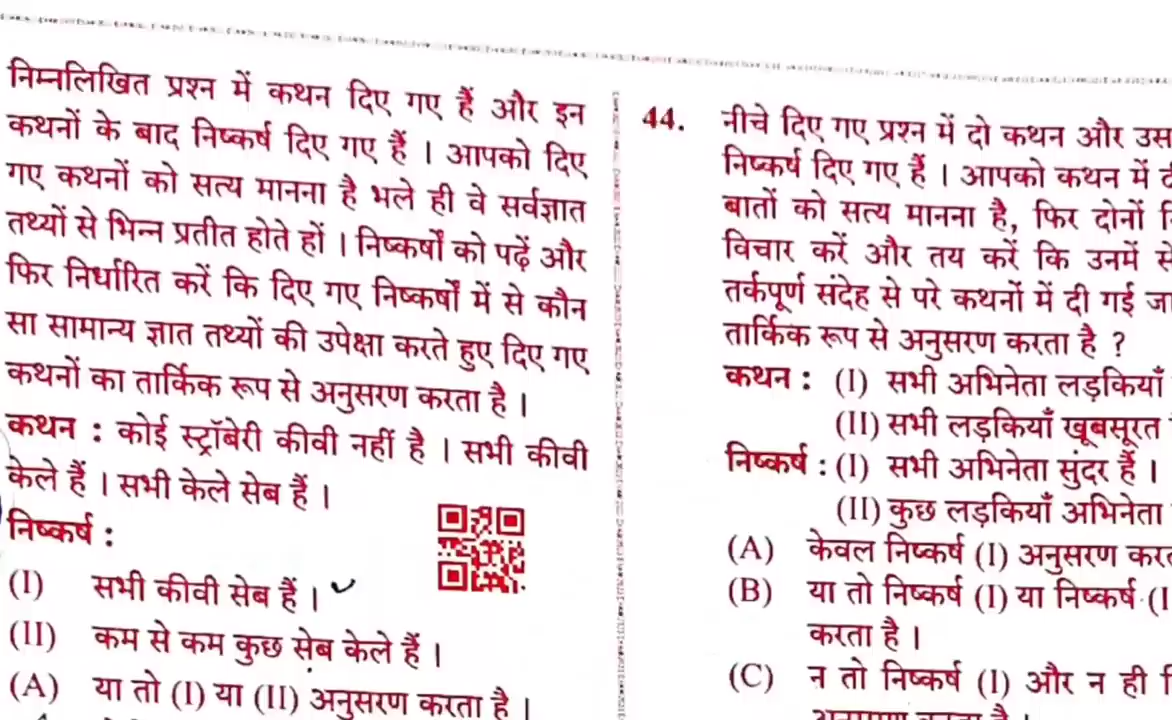 निम्नलिखित प्रश्न में कथन दिए गए हैं और इन
कथनों के बाद निष्कर्ष दिए गए हैं । आपको दिए
गए कथनों को सत्य मानना है भले ही वे सर्वज्ञात
तथ्यों से भिन्न प्रतीत होते हों । निष्कर्षों को पढ़ें और
फिर निर्धारित करें कि दिए गए निष्कर्षों में से कौन
सा सामान्य ज्ञात तथ्यों की उपेक्षा करते हुए दिए गए
कथनों का तार्किक रूप से अनुसरण करता है ।
कथन : कोई स्ट्रॉबेरी कीवी नहीं है । सभी कीवी
केले हैं । सभी केले सेब हैं ।
निष्कर्ष :
(I) सभी कीवी सेब हैं ।
(II) कम से कम कुछ सेब केले हैं ।
(A) या तो (I) या (II) अनुसरण करता है ।
44. नीचे दिए गए प्रश्न में दो कथन और उस
निष्कर्ष दिए गए हैं । आपको कथन में
बातों को सत्य मानना है, फिर दोनों
विचार करें और तय करें कि उनमें से
तर्कपूर्ण संदेह से परे कथनों में दी गई
तार्किक रूप से अनुसरण करता है ?
कथन : (I) सभी अभिनेता लड़कियाँ
(II) सभी लड़कियाँ खूबसूरत
निष्कर्ष : (I) सभी अभिनेता सुंदर हैं ।
(II) कुछ लड़कियाँ अभिनेता
(A) केवल निष्कर्ष (I) अनुसरण
(B) या तो निष्कर्ष (I) या निष्कर्ष
करता है ।
(C) न तो निष्कर्ष (I) और न ही